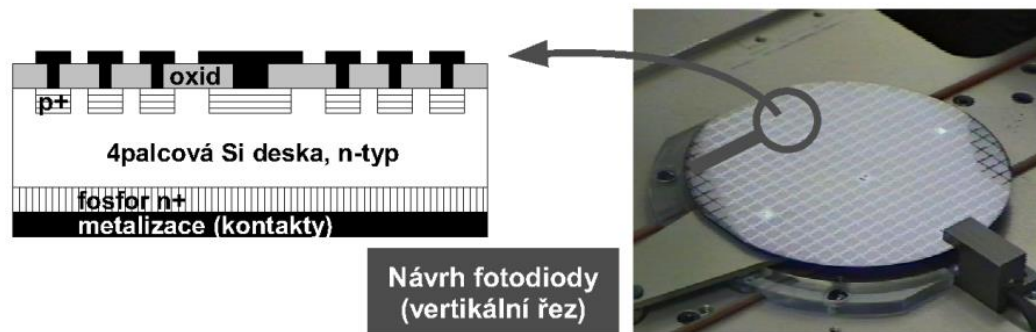 oxid
p+
4palcová Si deska, n-typ
fosfor n+
metalizace (kontakty)
Návrh fotodiody
(vertikální řez)